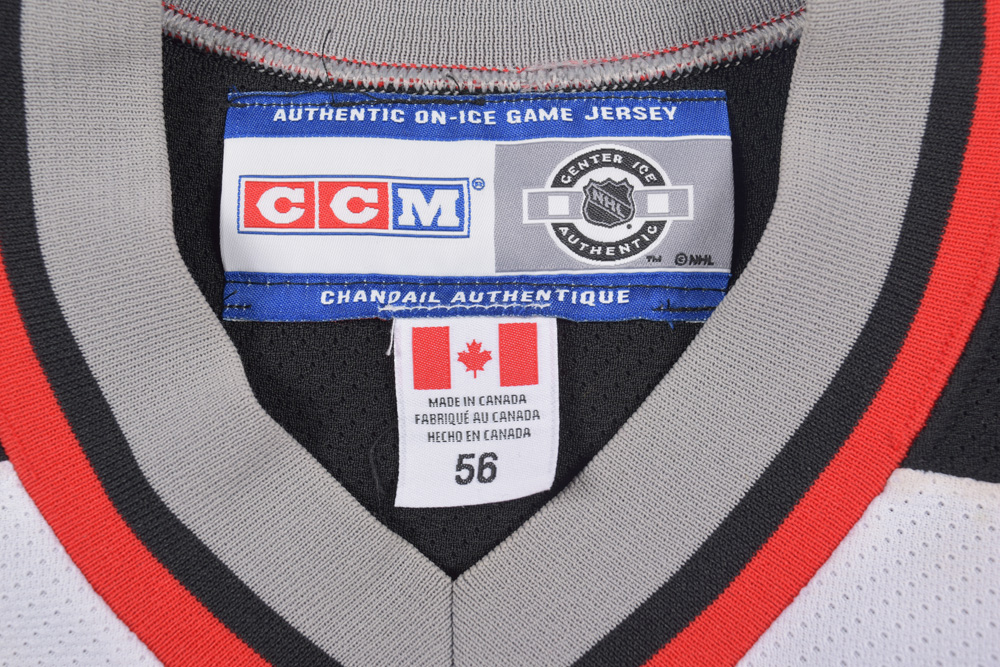 AUTHENTIC ON-ICE GAME JERSEY
CCM®
CENTER ICE
NHL
AUTHENTIC
™ ©NHL
CHANDAIL AUTHENTIQUE
MADE IN CANADA
FABRIQUÉ AU CANADA
HECHO EN CANADA
56